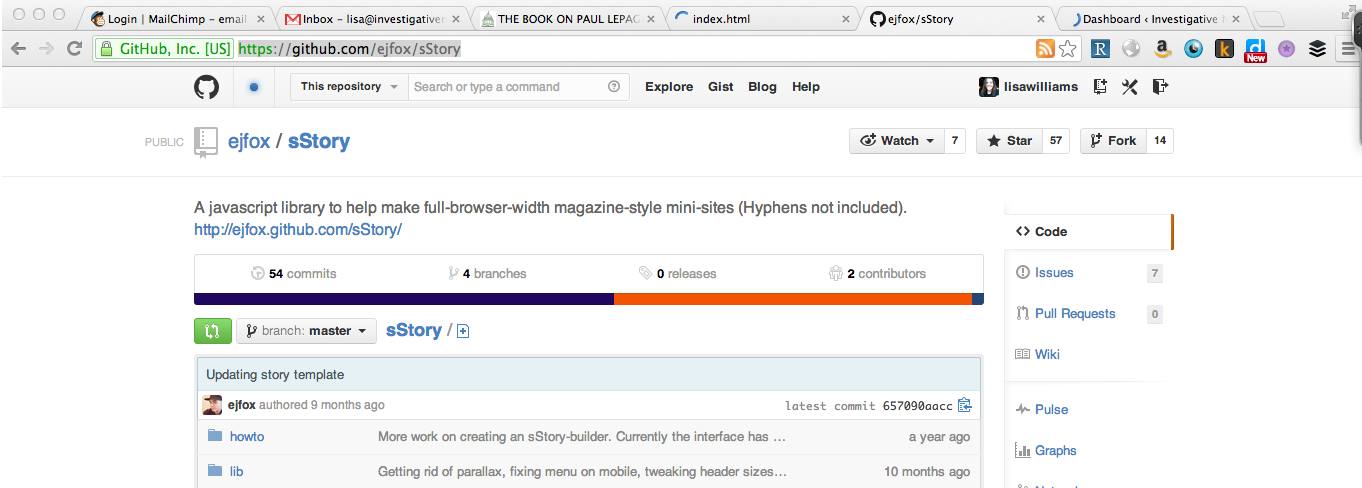 Login | MailChimp - email
Inbox - lisa@investigative
THE BOOK ON PAUL LEPAG
index.html
ejfox/sStory
Dashboard ‹ Investigative N
GitHub, Inc. [US] https://github.com/ejfox/sStory
New
This repository Search or type a command Explore Gist Blog Help lisawilliams
PUBLIC ejfox / sStory Watch 7 Star 57 Fork 14
A javascript library to help make full-browser-width magazine-style mini-sites (Hyphens not included).
http://ejfox.github.com/sStory/
54 commits 4 branches 0 releases 2 contributors
branch: master sStory /
Updating story template
ejfox authored 9 months ago latest commit 657090aacc
howto More work on creating an sStory-builder. Currently the interface has … a year ago
lib Getting rid of parallax, fixing menu on mobile, tweaking header sizes… 10 months ago
Code
Issues 7
Pull Requests 0
Wiki
Pulse
Graphs